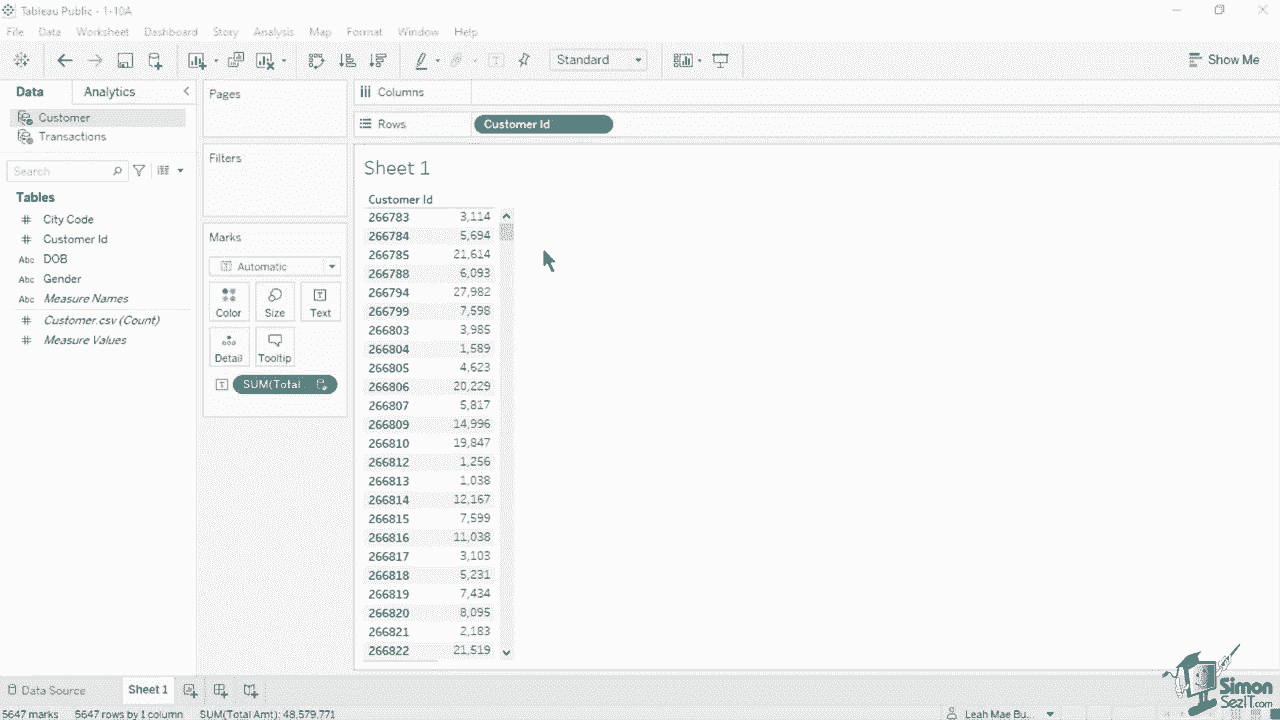 Tableau Public - 1-10A
File Data Worksheet Dashboard Story Analysis Map Format Window Help
Standard Show Me
Data Analytics
Customer
Transactions
Search
Tables
City Code
Customer Id
Abc DOB
Abc Gender
Abc Measure Names
Customer.csv (Count)
Measure Values
Pages
Filters
Marks
Automatic
Color Size Text
Detail Tooltip
SUM(Total..
Columns
Rows Customer Id
Sheet 1
Customer Id
266783 3,114
266784 5,694
266785 21,614
266788 6,093
266794 27,982
266799 7,598
266803 3,985
266804 1,589
266805 4,623
266806 20,229
266807 5,817
266809 14,996
266810 19,847
266812 1,256
266813 1,038
266814 12,167
266815 7,599
266816 11,038
266817 3,103
266818 5,231
266819 7,434
266820 8,095
266821 2,183
266822 21,519
Data Source Sheet 1
5647 marks 5647 rows by 1 column SUM(Total Amt): 48,579,771
Leah Mae Bu...
Simon
SezIT.com